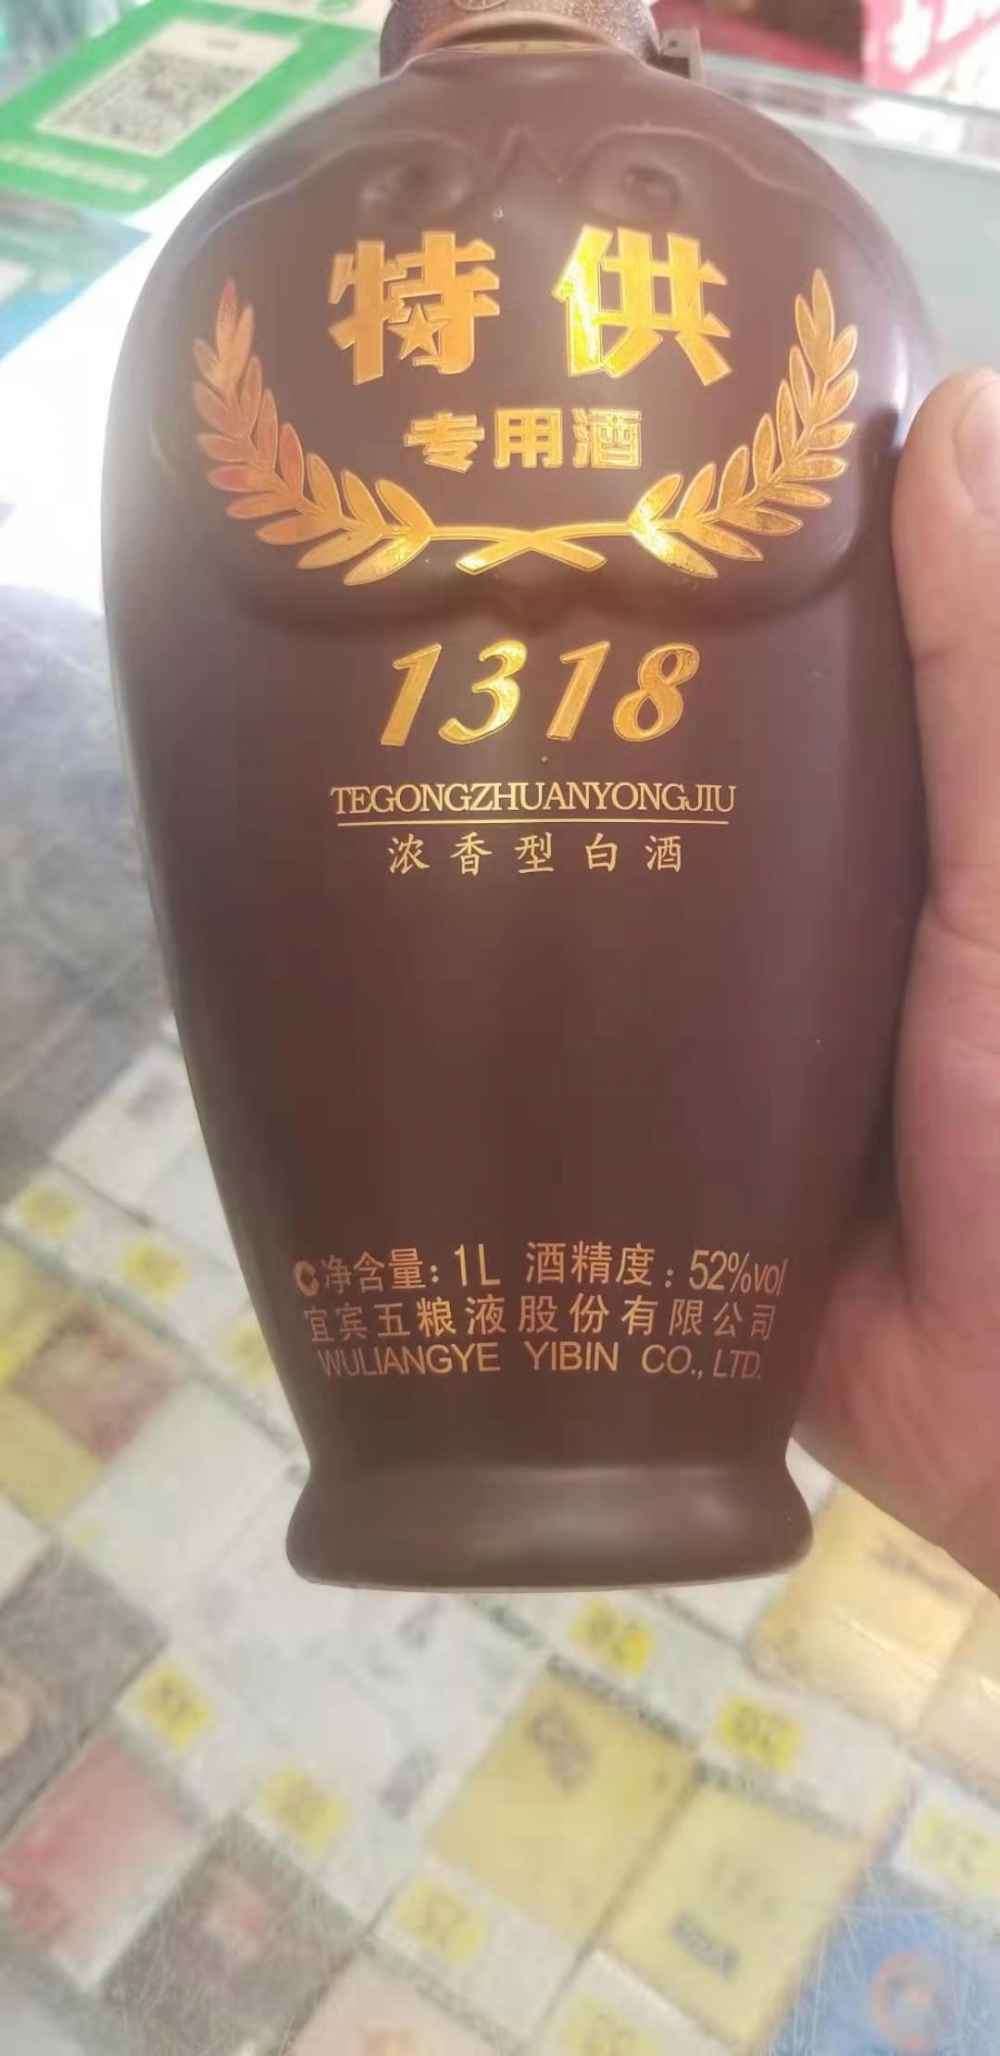 特供
专用酒
1318
TEGONGZHUANYONGJIU
浓香型白酒
C净含量:1L 酒精度:52%vol
宜宾五粮液股份有限公司
WULIANGYE YIBIN CO., LTD.